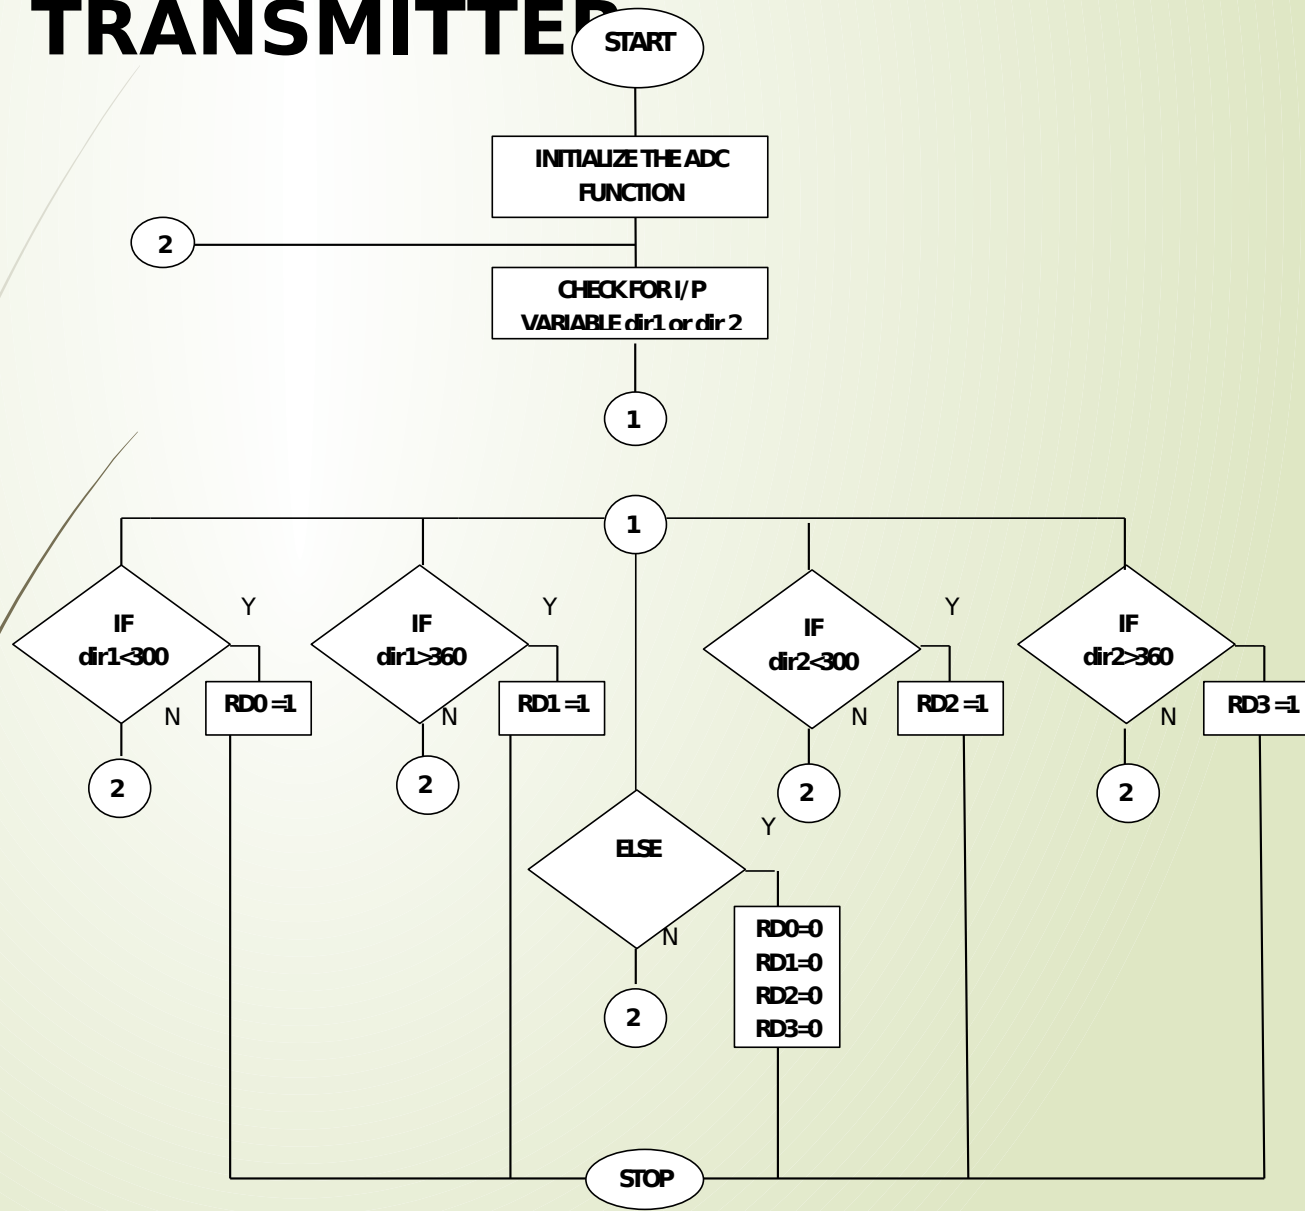 TRANSMITTER
START
INITIALIZE THE ADC
FUNCTION
2
CHECK FOR I/P
VARIABLE dir1 or dir 2
1
1
IF
dir1<300
Y
N
RD0 =1
2
IF
dir1>360
Y
N
RD1 =1
2
IF
dir2<300
Y
N
RD2 =1
2
IF
dir2>360
N
RD3 =1
2
ELSE
Y
N
2
RD0=0
RD1=0
RD2=0
RD3=0
STOP